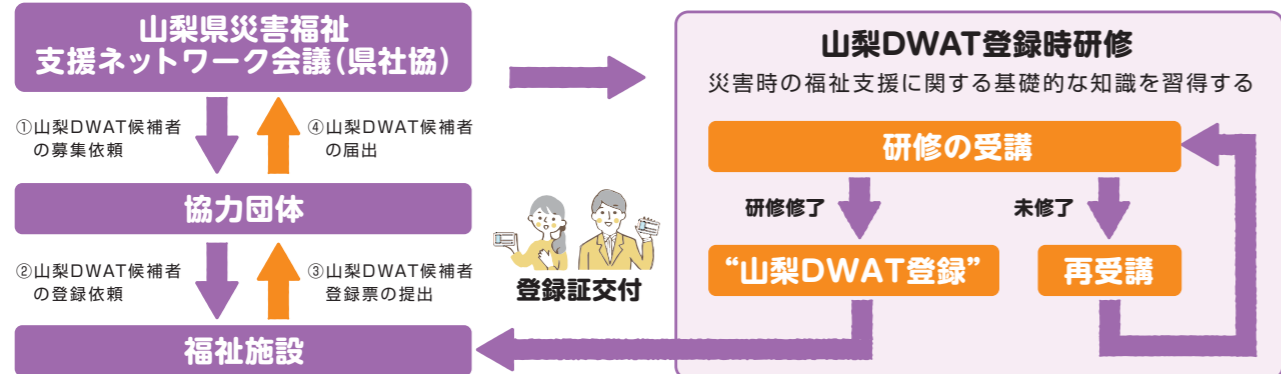 山梨県災害福祉
支援ネットワーク会議（県社協）
①山梨DWAT候補者
の募集依頼
④山梨DWAT候補者
の届出
協力団体
②山梨DWAT候補者
の登録依頼
③山梨DWAT候補者
登録票の提出
福祉施設
登録証交付
山梨DWAT登録時研修
災害時の福祉支援に関する基礎的な知識を習得する
研修の受講
研修修了
未修了
“山梨DWAT登録”
再受講